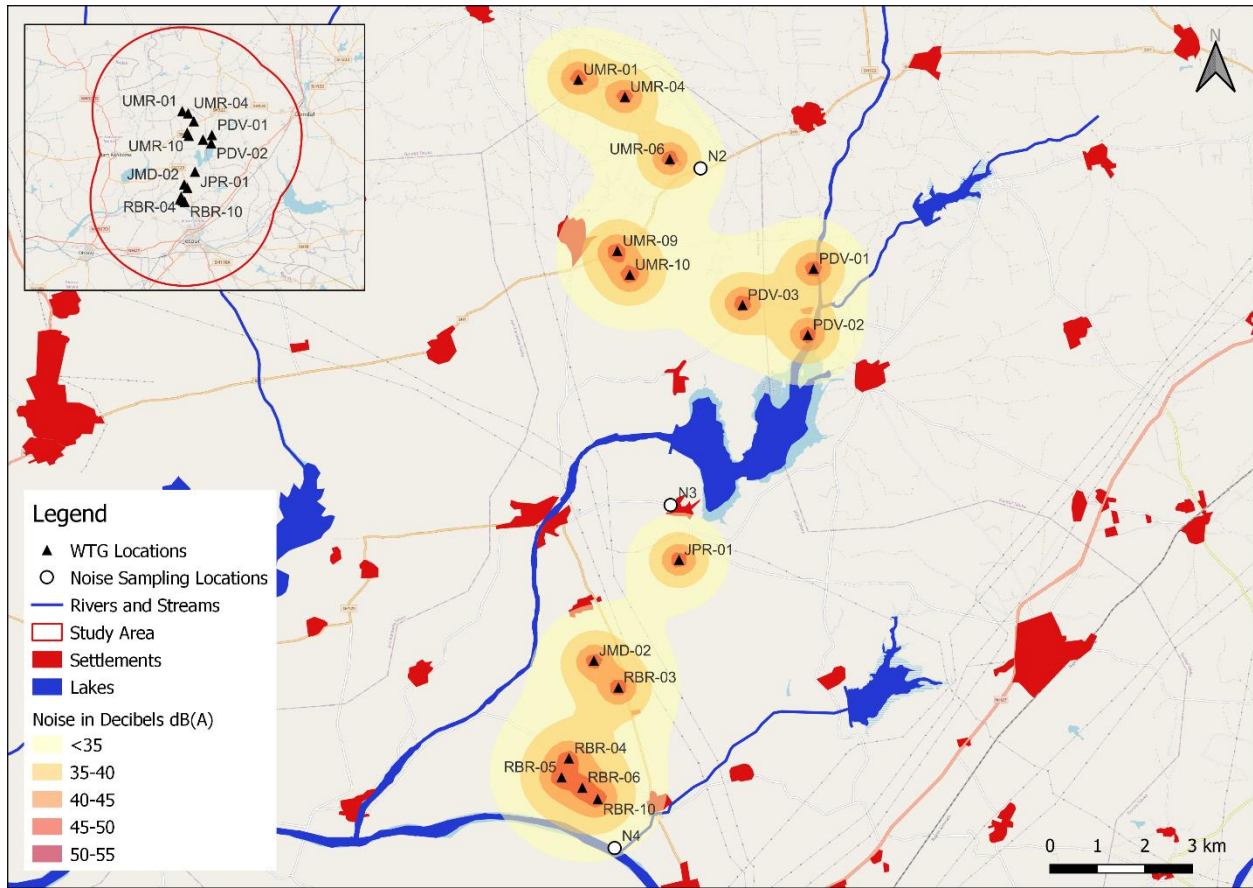 UMR-01
UMR-04
UMR-10
PDV-01
PDV-02
JMD-02
JPR-01
RBR-04
RBR-10
N
UMR-01
UMR-04
UMR-06
N2
UMR-09
UMR-10
PDV-01
PDV-03
PDV-02
N3
JPR-01
JMD-02
RBR-03
RBR-04
RBR-05
RBR-06
RBR-10
N4
Legend
WTG Locations
Noise Sampling Locations
Rivers and Streams
Study Area
Settlements
Lakes
Noise in Decibels dB(A)
<35
35-40
40-45
45-50
50-55
0 1 2 3 km